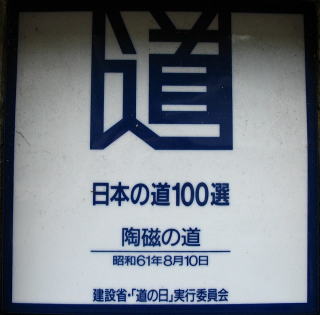 道
日本の道100選
陶磁の道
昭和61年8月10日
建設省・「道の日」実行委員会